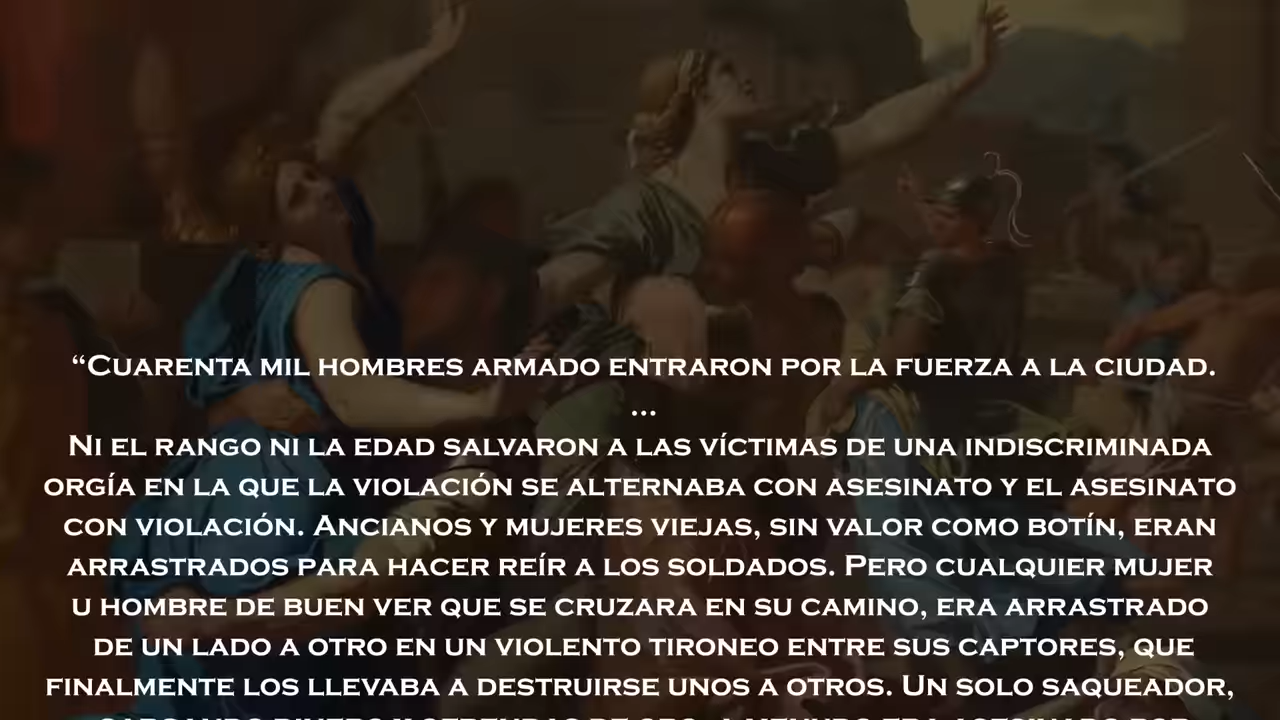 “Cuarenta mil hombres armado entraron por la fuerza a la ciudad.
...
Ni el rango ni la edad salvaron a las víctimas de una indiscriminada
orgía en la que la violación se alternaba con asesinato y el asesinato
con violación. Ancianos y mujeres viejas, sin valor como botín, eran
arrastrados para hacer reír a los soldados. Pero cualquier mujer
u hombre de buen ver que se cruzara en su camino, era arrastrado
de un lado a otro en un violento tironeo entre sus captores, que
finalmente los llevaba a destruirse unos a otros. Un solo saqueador,